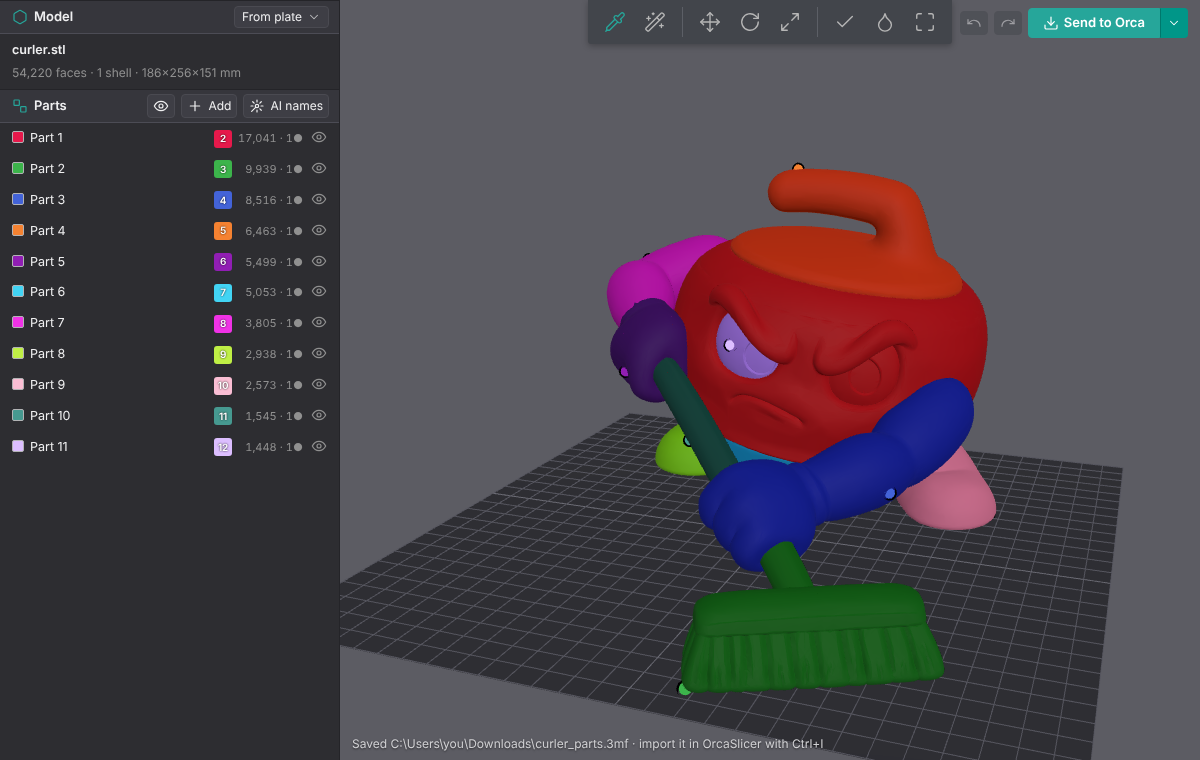 Model
From plate
curler.stl
54,220 faces · 1 shell · 186×256×151 mm
Parts
Add
AI names
Part 1 2 17,041 · 1
Part 2 3 9,939 · 1
Part 3 4 8,516 · 1
Part 4 5 6,463 · 1
Part 5 6 5,499 · 1
Part 6 7 5,053 · 1
Part 7 8 3,805 · 1
Part 8 9 2,938 · 1
Part 9 10 2,573 · 1
Part 10 11 1,545 · 1
Part 11 12 1,448 · 1
Send to Orca
Saved C:\Users\you\Downloads\curler_parts.3mf · import it in OrcaSlicer with Ctrl+I